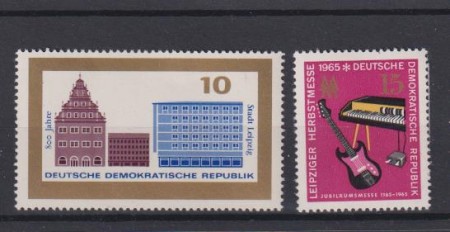 10
800 Jahre
Stadt Leipzig
DEUTSCHE DEMOKRATISCHE REPUBLIK
LEIPZIGER HERBSTMESSE
1965 * DEUTSCHE
DEMOKRATISCHE REPUBLIK
15
JUBILÄUMSMESSE 1165-1965